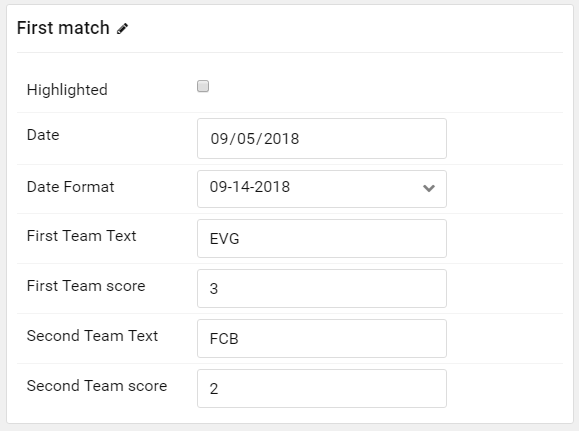 First match
Highlighted
Date 09/05/2018
Date Format 09-14-2018
First Team Text EVG
First Team score 3
Second Team Text FCB
Second Team score 2